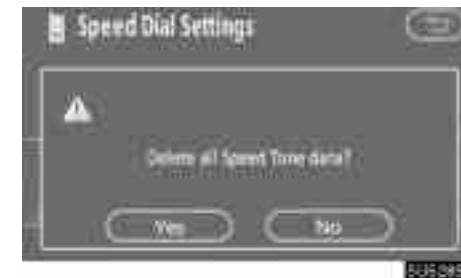 Speed Dial Settings
Delete all Speed Tone data?
Yes
No